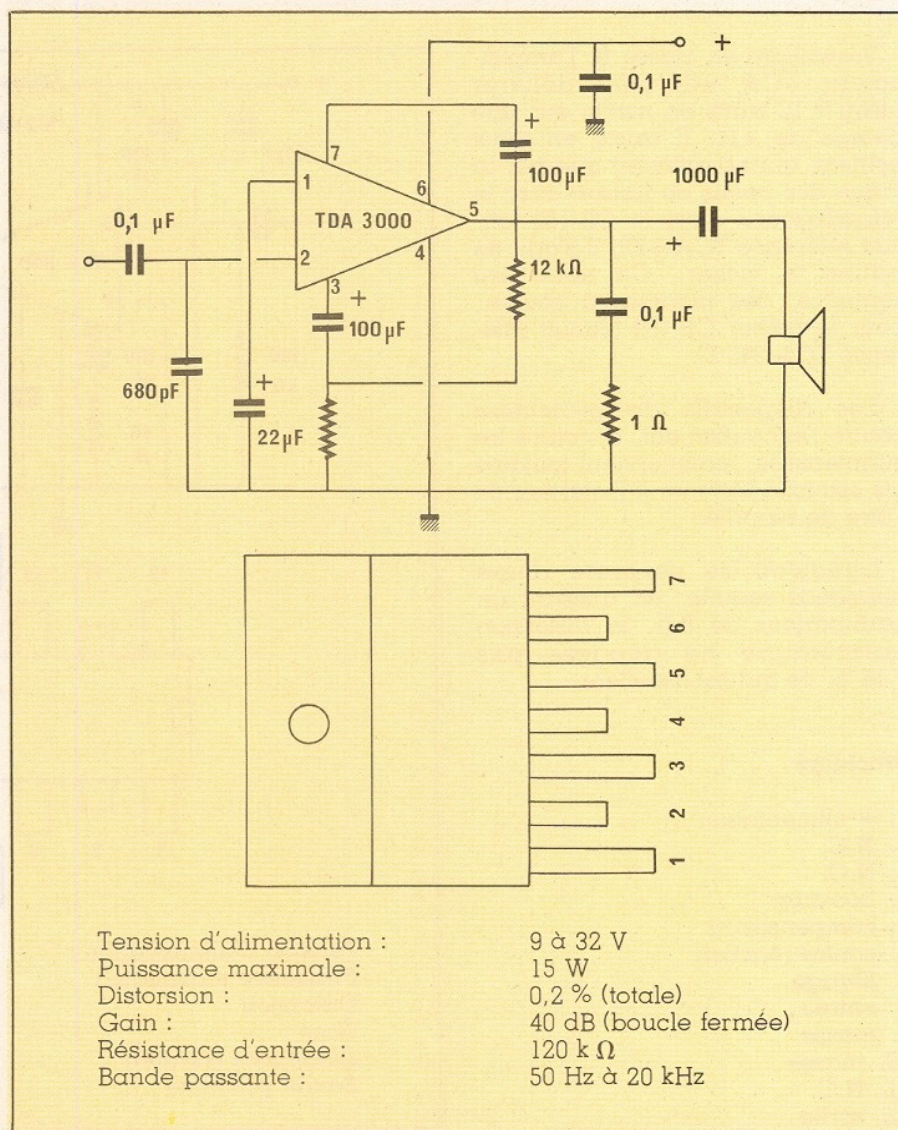 +
0,1 µF
+
7
100 µF
1000 µF
1
6
TDA 3000
5
+
0,1 µF
2
4
12 kΩ
3
+
100 µF
0,1 µF
680 pF
+
22 µF
1 Ω
7
6
5
4
3
2
1
Tension d'alimentation : 9 à 32 V
Puissance maximale : 15 W
Distorsion : 0,2 % (totale)
Gain : 40 dB (boucle fermée)
Résistance d'entrée : 120 k Ω
Bande passante : 50 Hz à 20 kHz